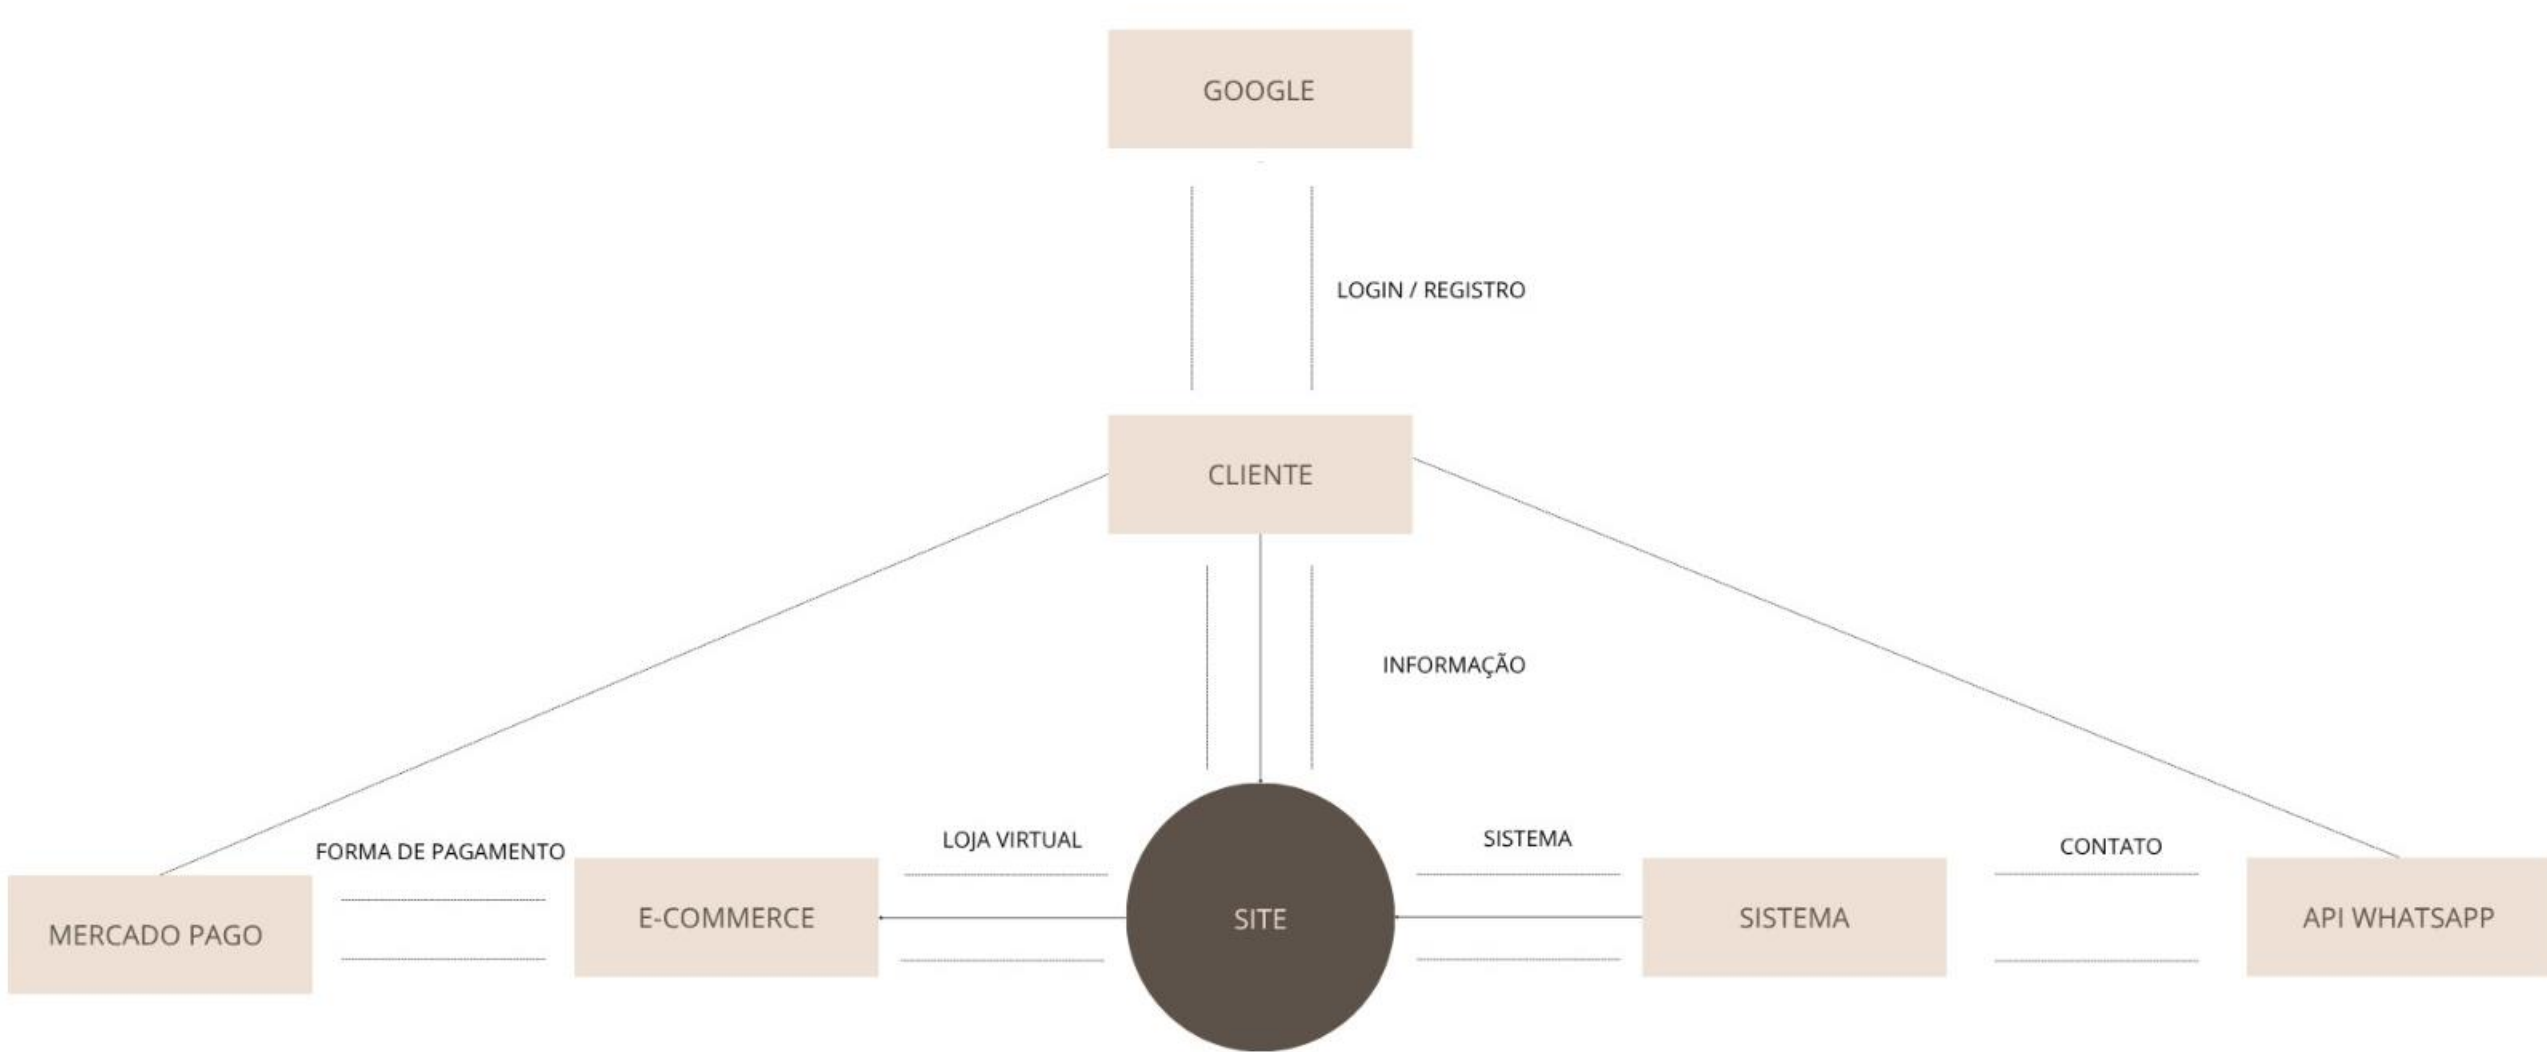 GOOGLE
LOGIN / REGISTRO
CLIENTE
INFORMAÇÃO
FORMA DE PAGAMENTO
LOJA VIRTUAL
SISTEMA
CONTATO
MERCADO PAGO
E-COMMERCE
SITE
SISTEMA
API WHATSAPP